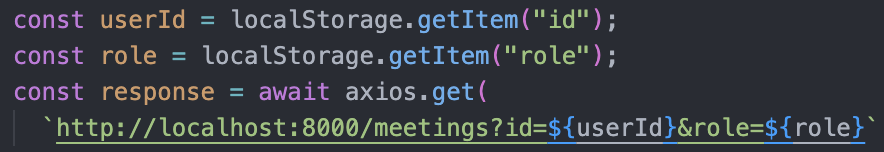 const userId = localStorage.getItem("id");
const role = localStorage.getItem("role");
const response = await axios.get(
`http://localhost:8000/meetings?id=${userId}&role=${role}`